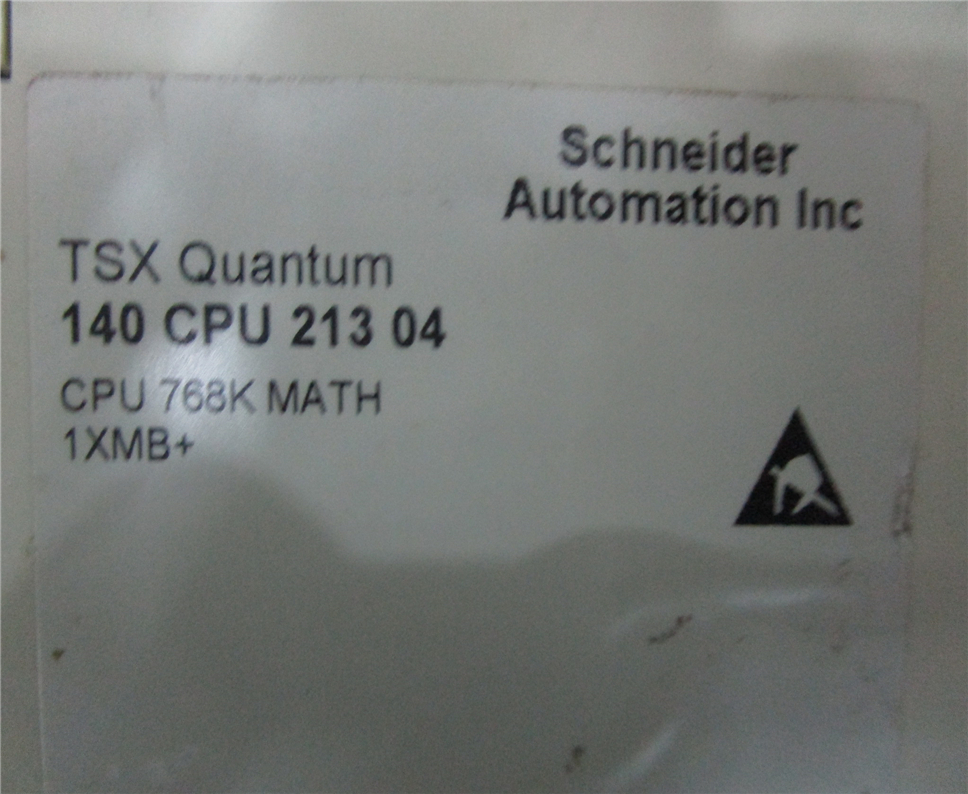 Schneider
Automation Inc
TSX Quantum
140 CPU 213 04
CPU 768K MATH
1XMB+